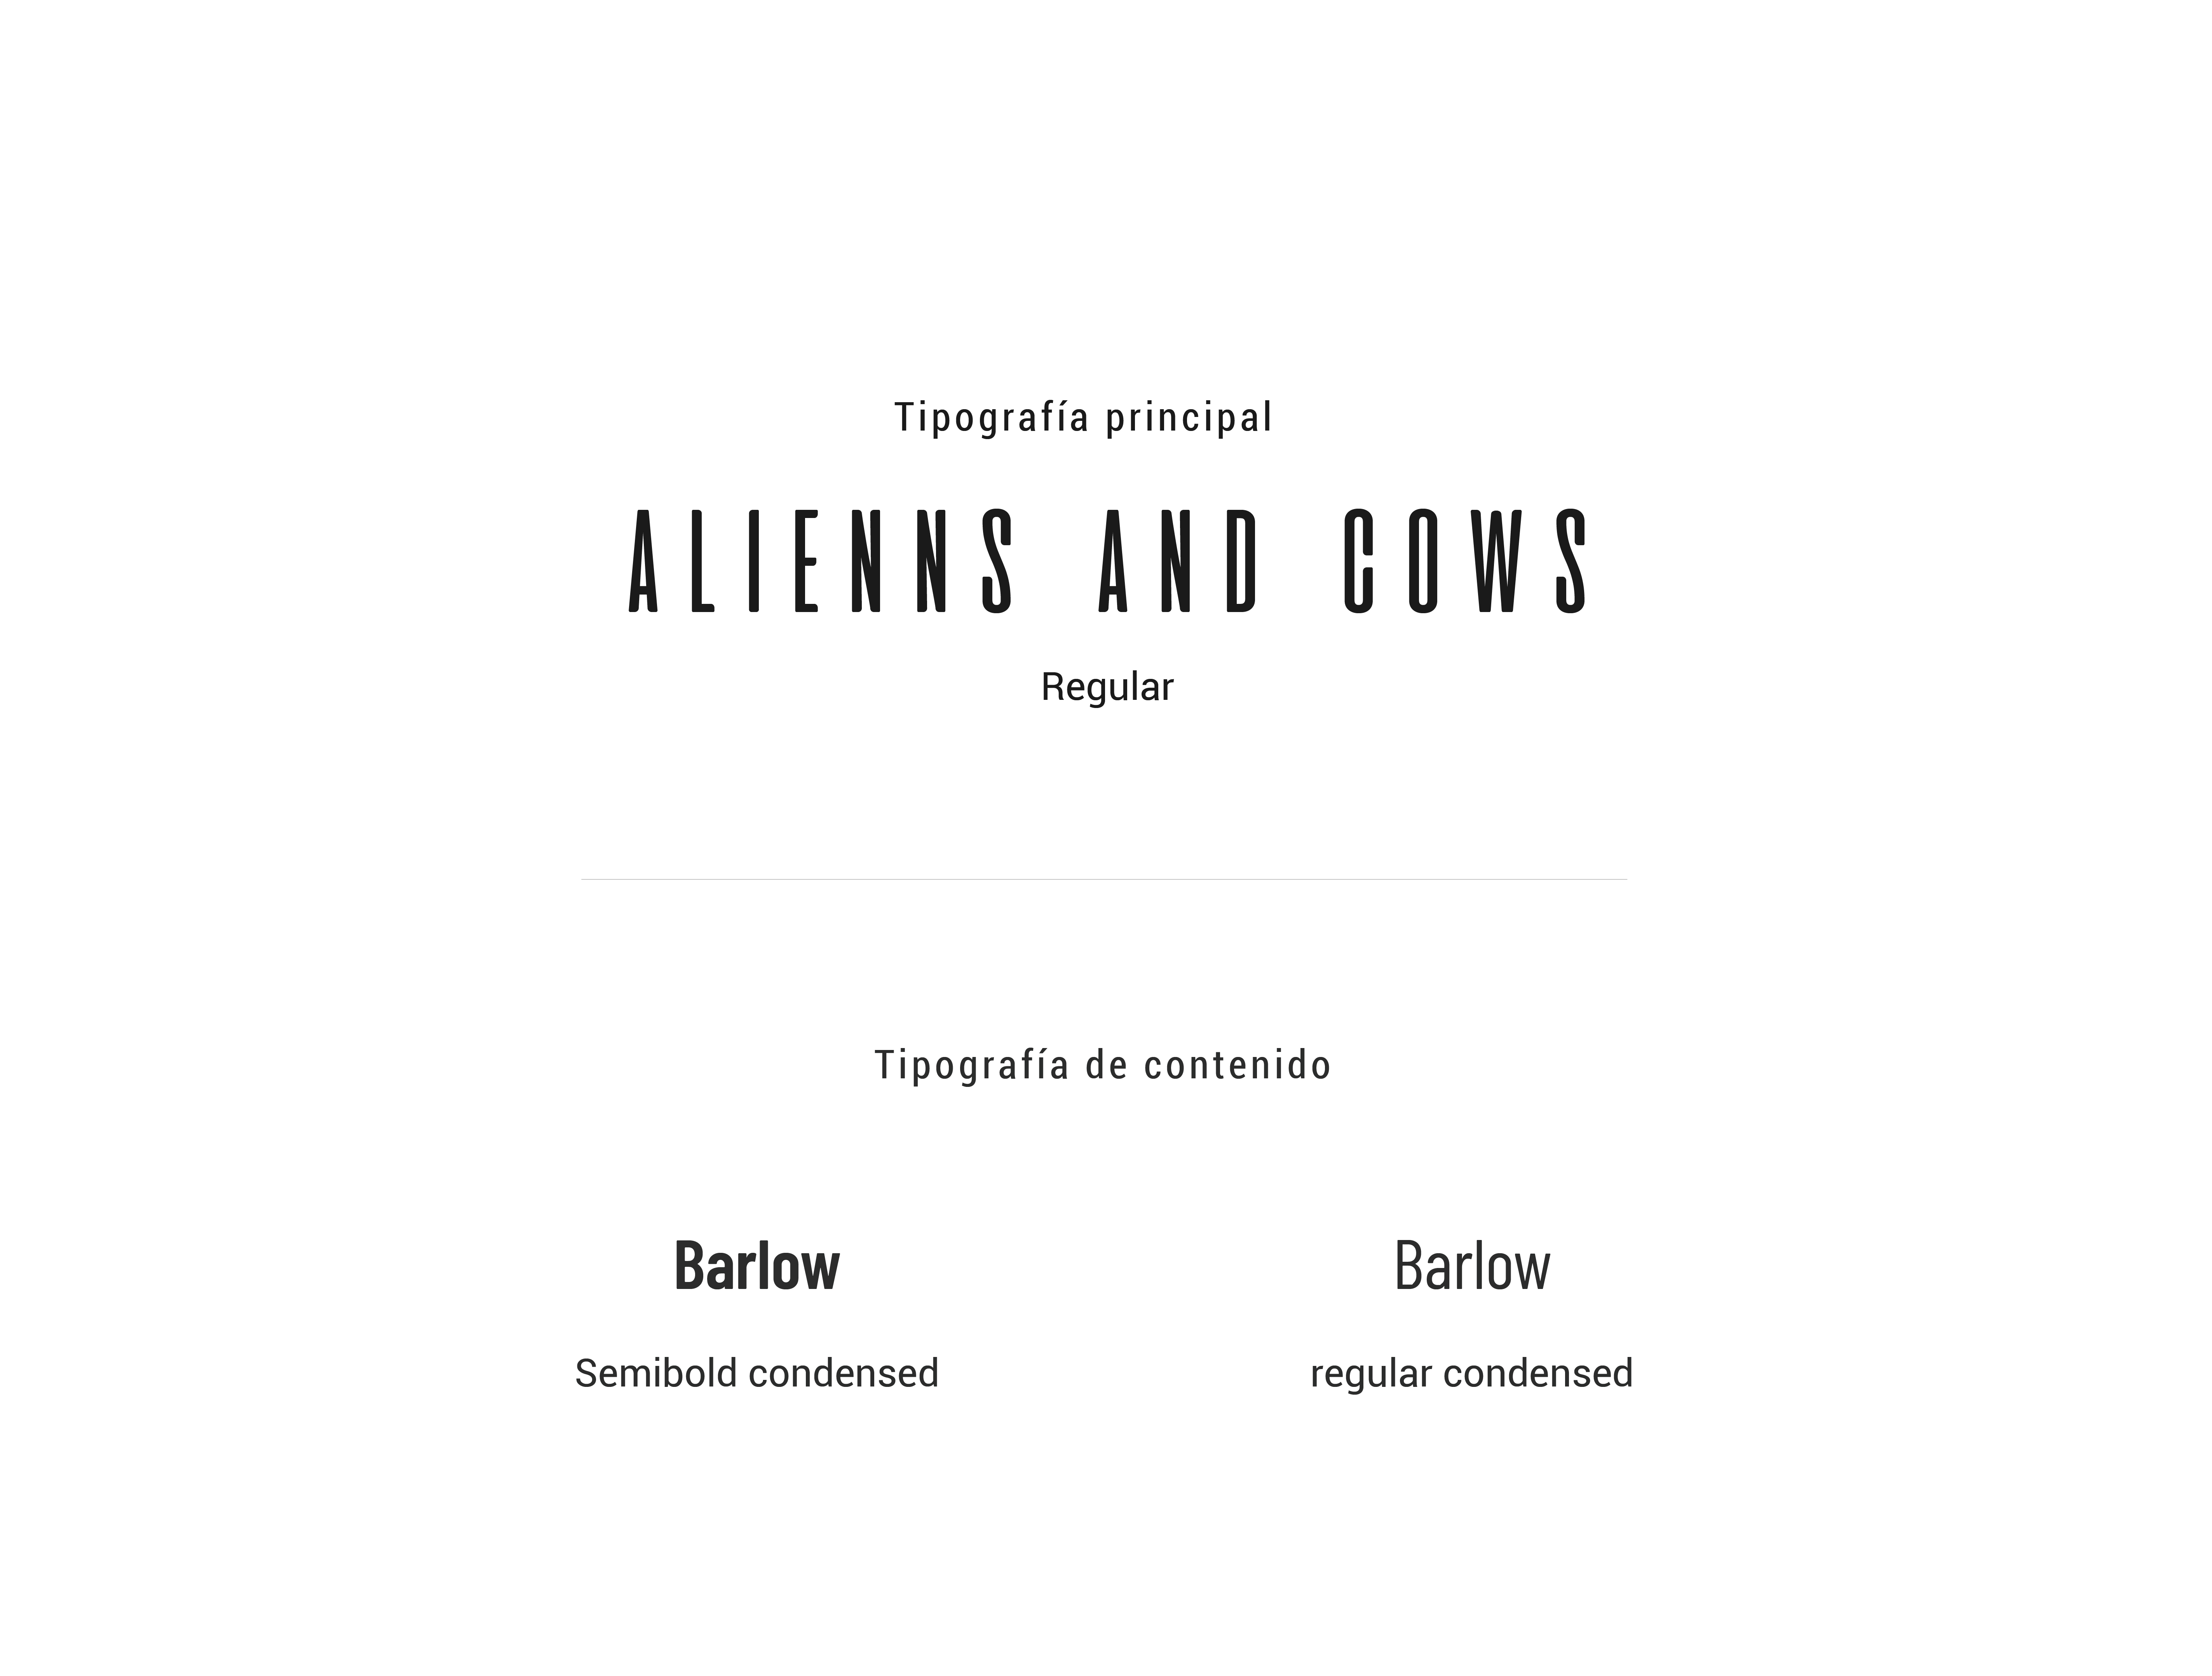 Tipografía principal
ALIENNS AND COWS
Regular
Tipografía de contenido
Barlow
Barlow
Semibold condensed
regular condensed